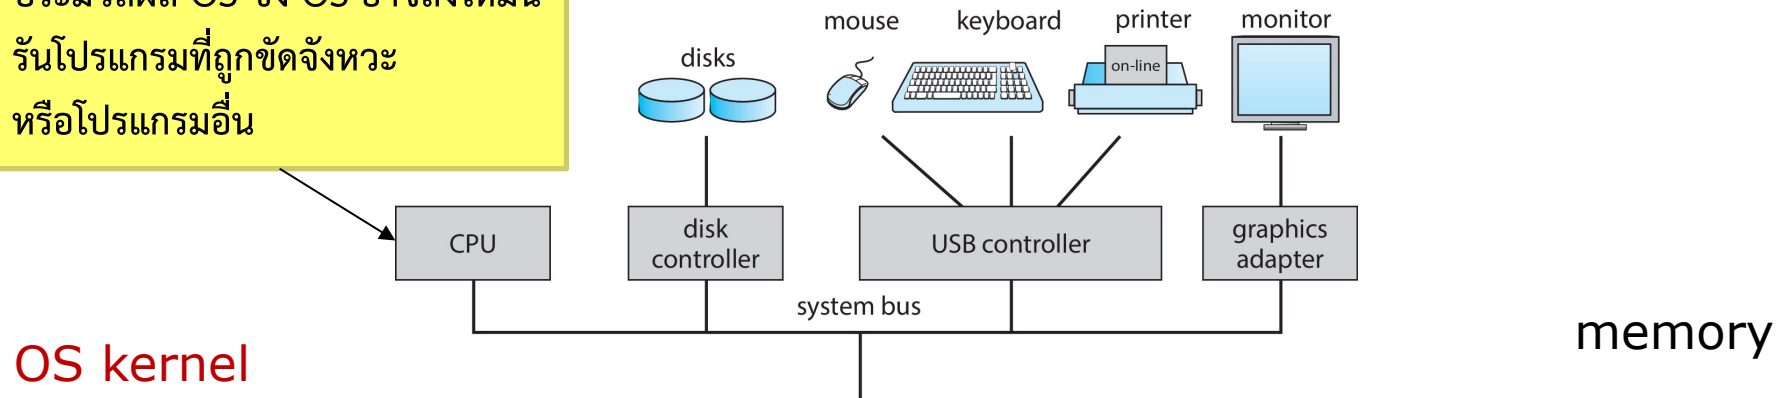 รันโปรแกรมที่ถูกขัดจังหวะ
หรือโปรแกรมอื่น
mouse
keyboard
printer
monitor
disks
on-line
CPU
disk
controller
USB controller
graphics
adapter
system bus
memory
OS kernel